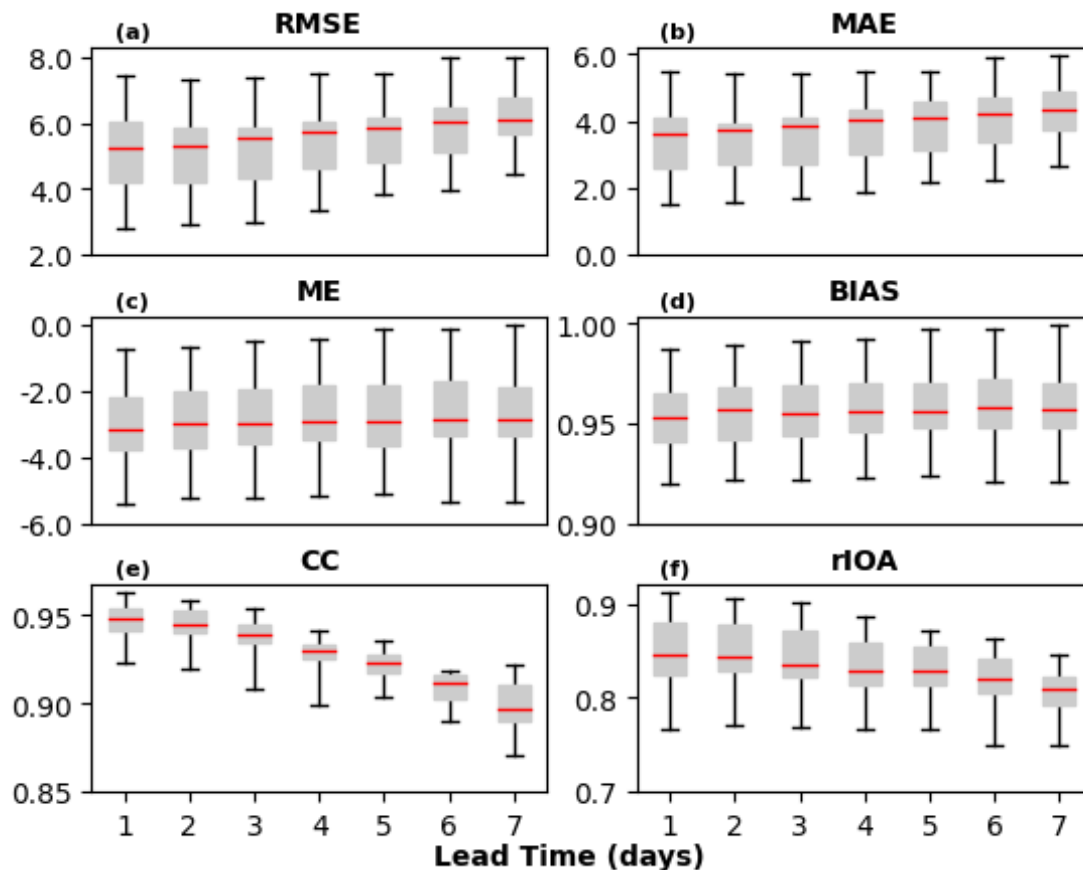 (a) RMSE
8.0
6.0
4.0
2.0
(b) MAE
6.0
4.0
2.0
0.0
(c) ME
0.0
-2.0
-4.0
-6.0
(d) BIAS
1.00
0.95
0.90
(e) CC
0.95
0.90
0.85
1 2 3 4 5 6 7
(f) rIOA
0.9
0.8
0.7
1 2 3 4 5 6 7
Lead Time (days)